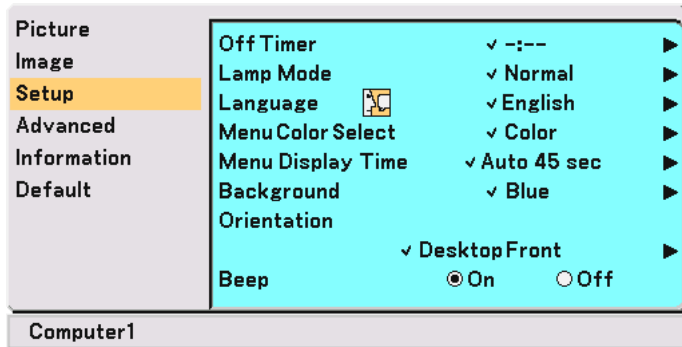 Picture
Image
Setup
Advanced
Information
Default
Off Timer ✓ -:--
Lamp Mode ✓ Normal
Language ✓ English
Menu Color Select ✓ Color
Menu Display Time ✓ Auto 45 sec
Background ✓ Blue
Orientation
✓ Desktop Front
Beep On Off
Computer1